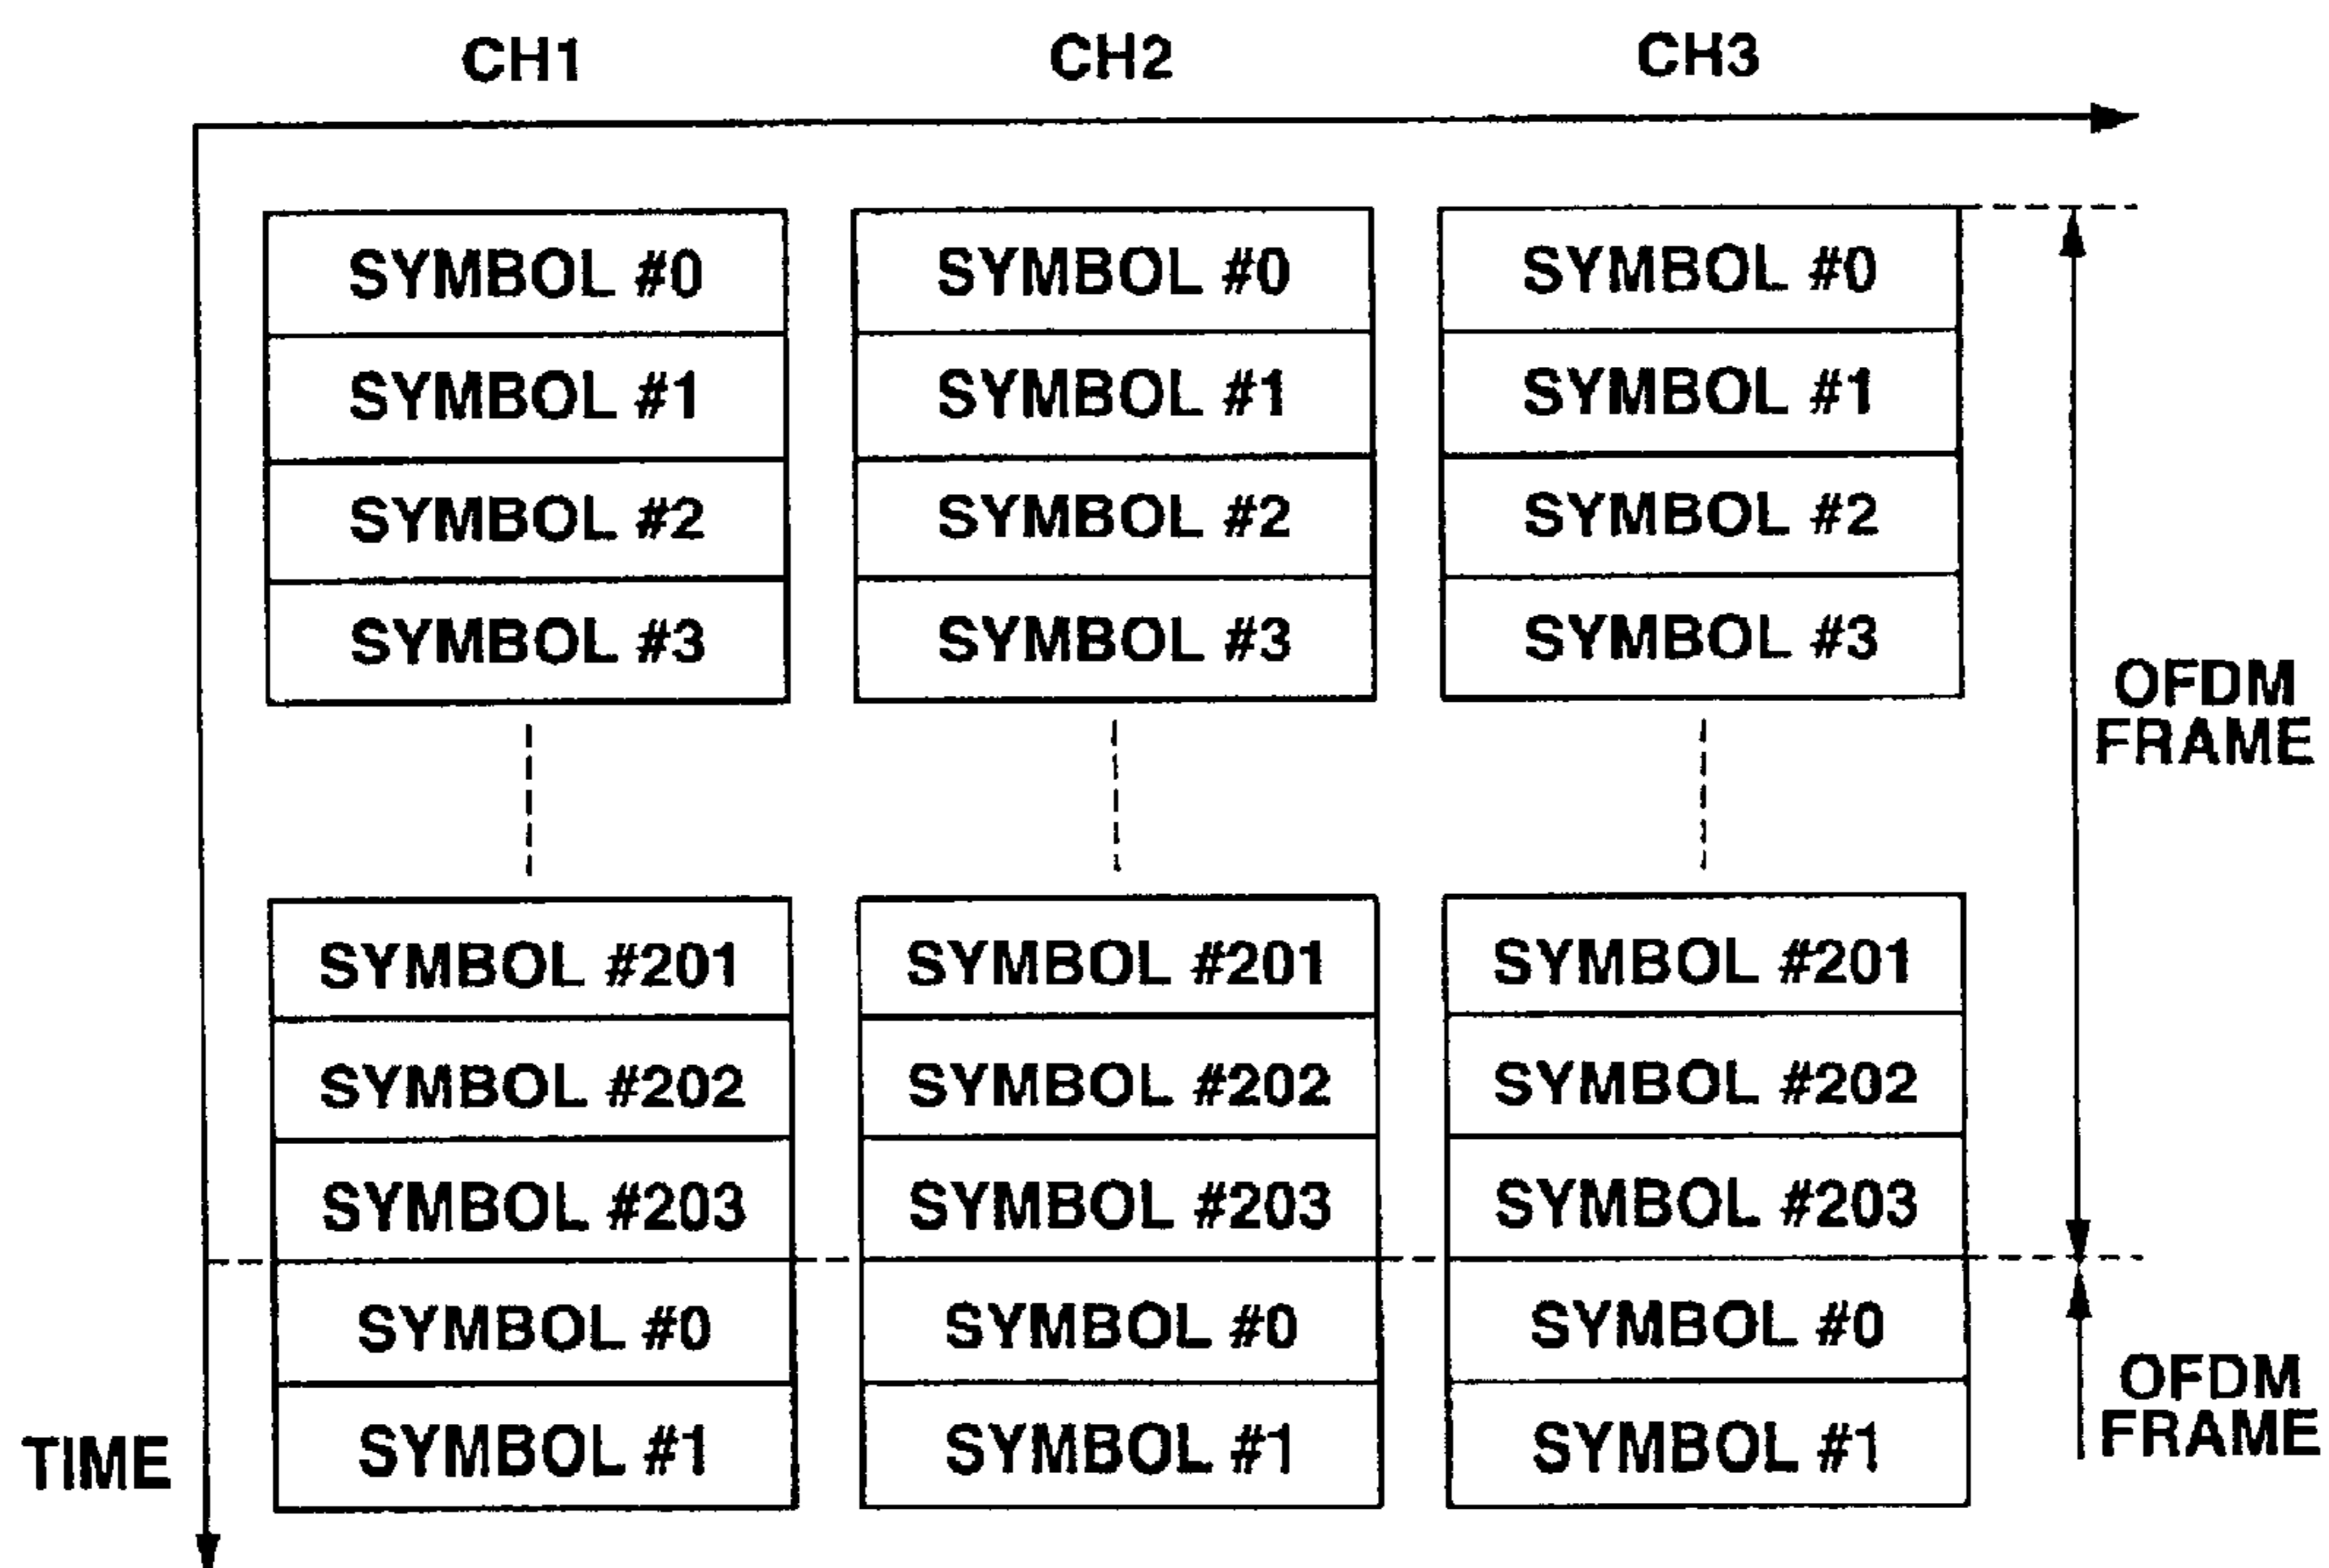 CH1 CH2 CH3
SYMBOL #0 SYMBOL #0 SYMBOL #0
SYMBOL #1 SYMBOL #1 SYMBOL #1
SYMBOL #2 SYMBOL #2 SYMBOL #2
SYMBOL #3 SYMBOL #3 SYMBOL #3
OFDM
FRAME
SYMBOL #201 SYMBOL #201 SYMBOL #201
SYMBOL #202 SYMBOL #202 SYMBOL #202
SYMBOL #203 SYMBOL #203 SYMBOL #203
SYMBOL #0 SYMBOL #0 SYMBOL #0
OFDM
FRAME
SYMBOL #1 SYMBOL #1 SYMBOL #1
TIME